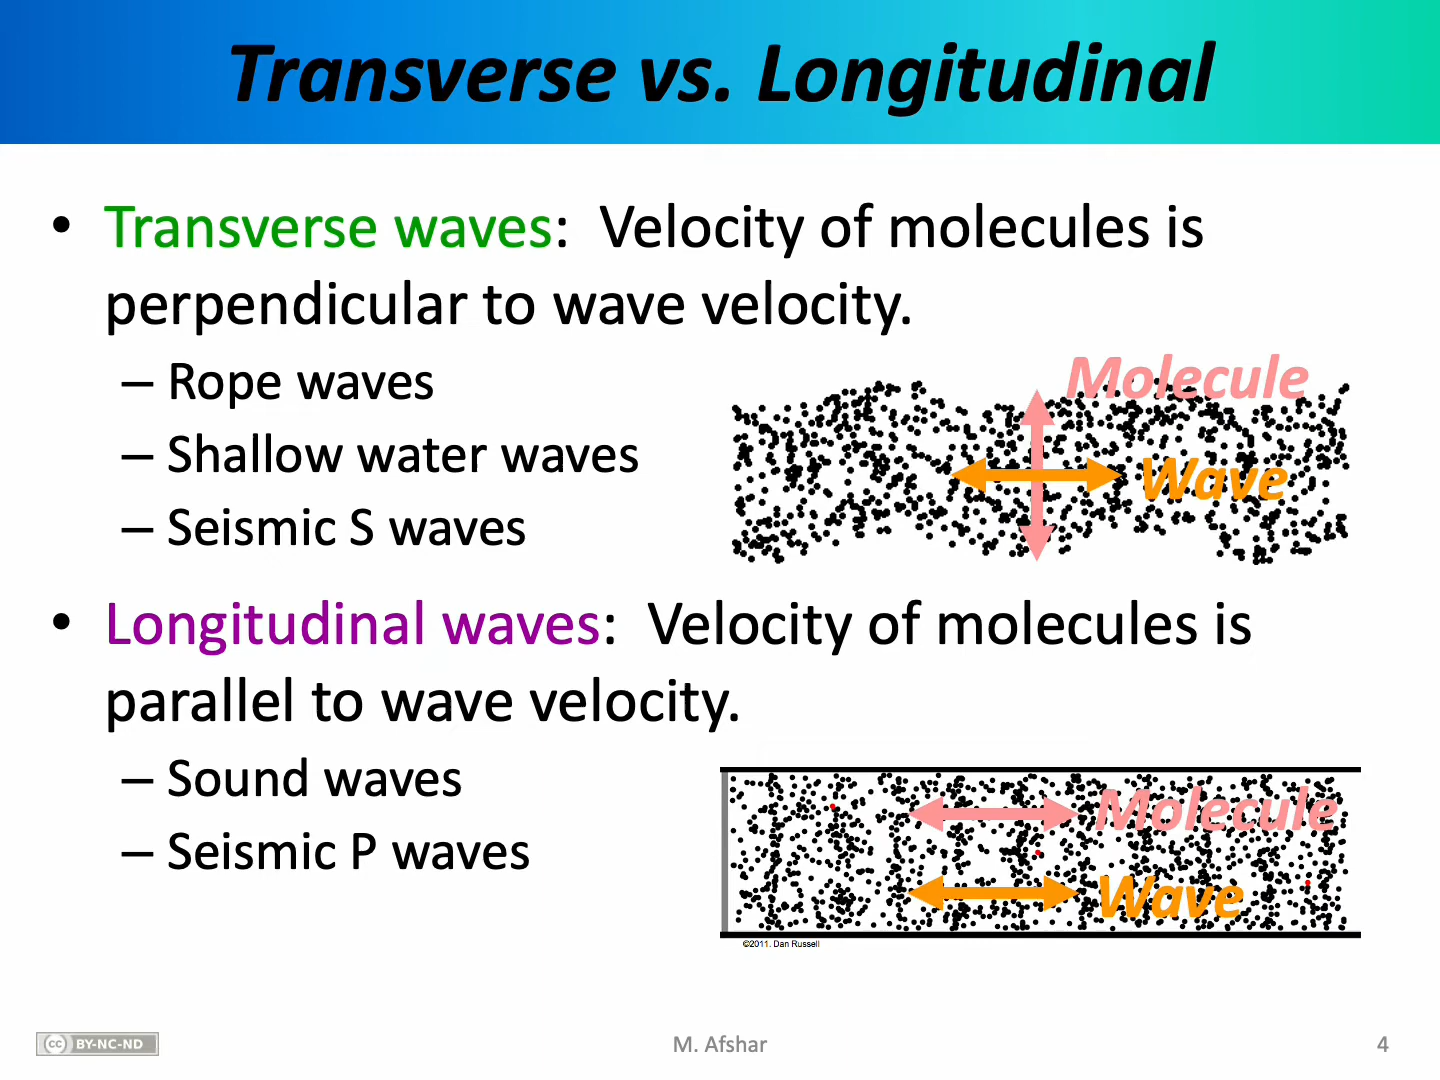 Transverse vs. Longitudinal
• Transverse waves:  Velocity of molecules is
perpendicular to wave velocity.
– Rope waves
– Shallow water waves
– Seismic S waves
Molecule
Wave
• Longitudinal waves:  Velocity of molecules is
parallel to wave velocity.
– Sound waves
– Seismic P waves
Molecule
Wave
©2011. Dan Russell
cc BY-NC-ND
M. Afshar
4